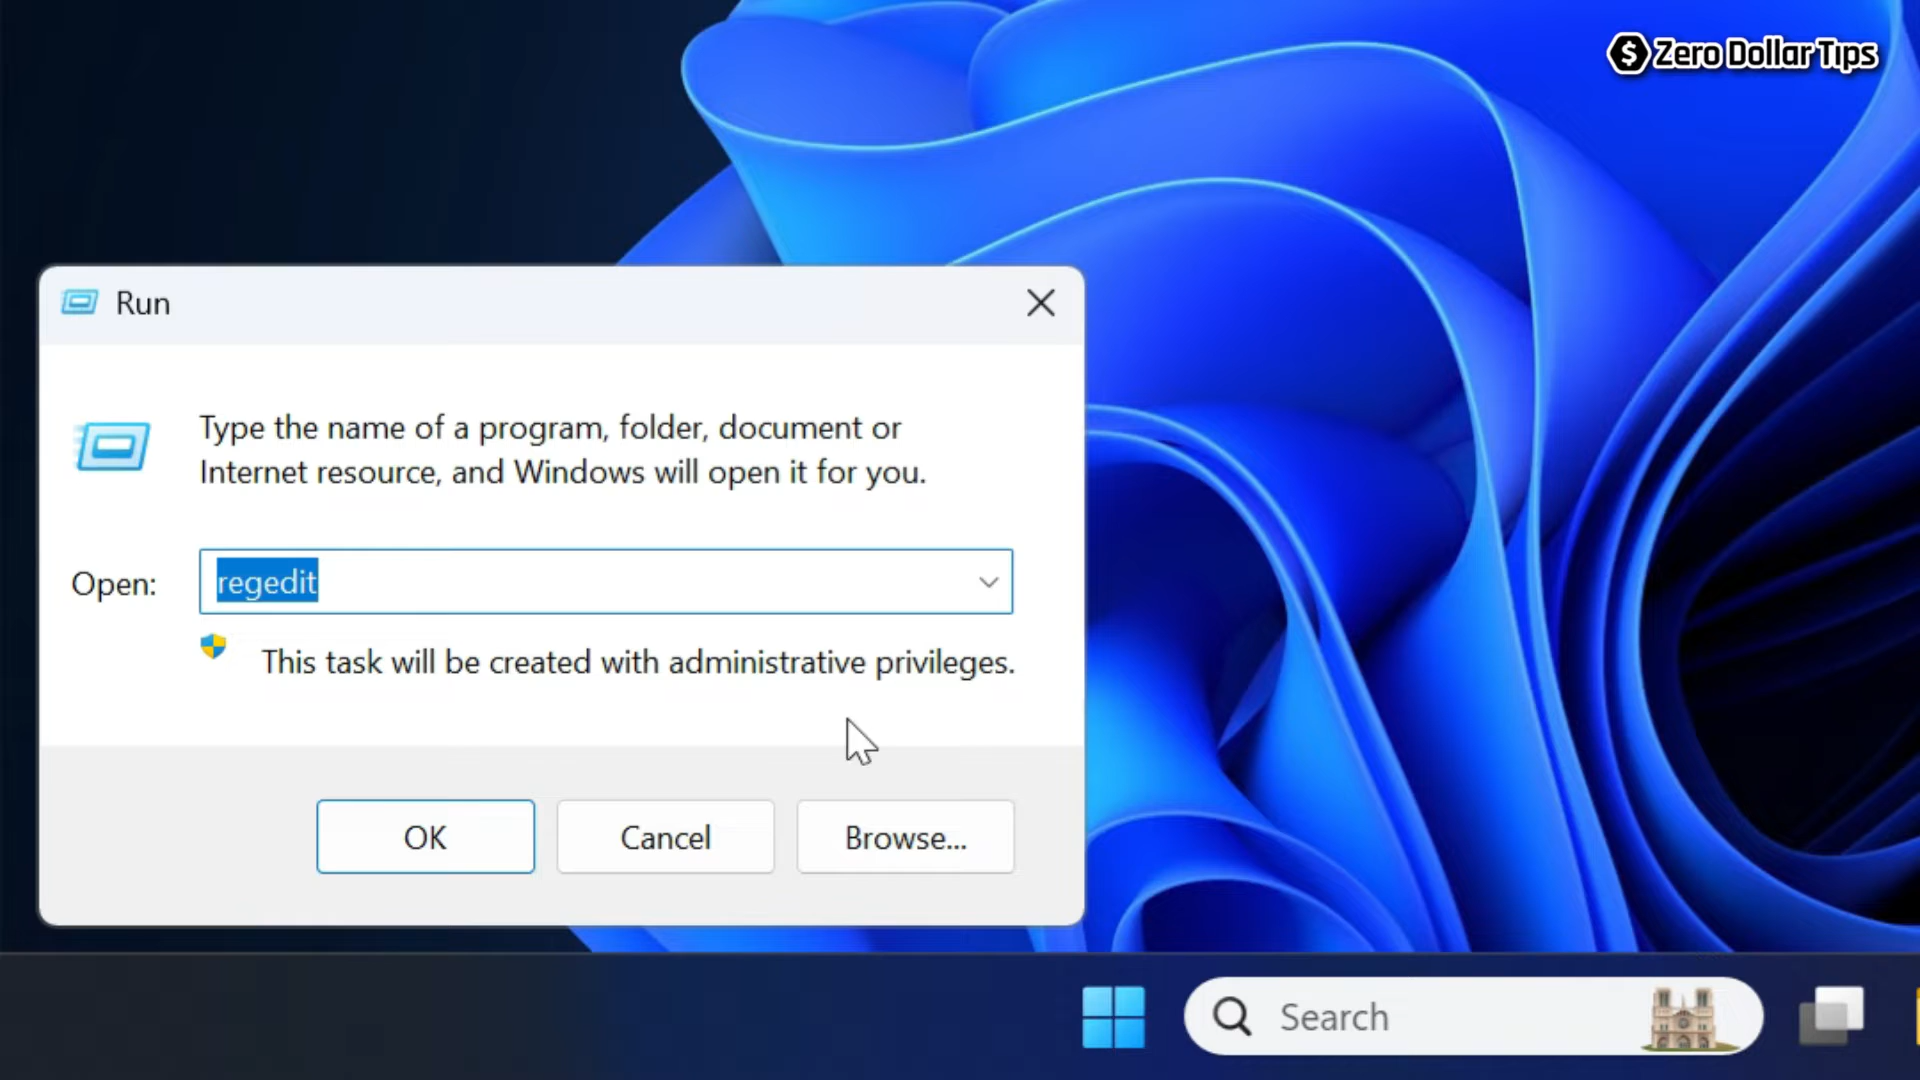 Zero Dollar Tips
Run
Type the name of a program, folder, document or
Internet resource, and Windows will open it for you.
Open:
regedit
This task will be created with administrative privileges.
OK
Cancel
Browse...
Search